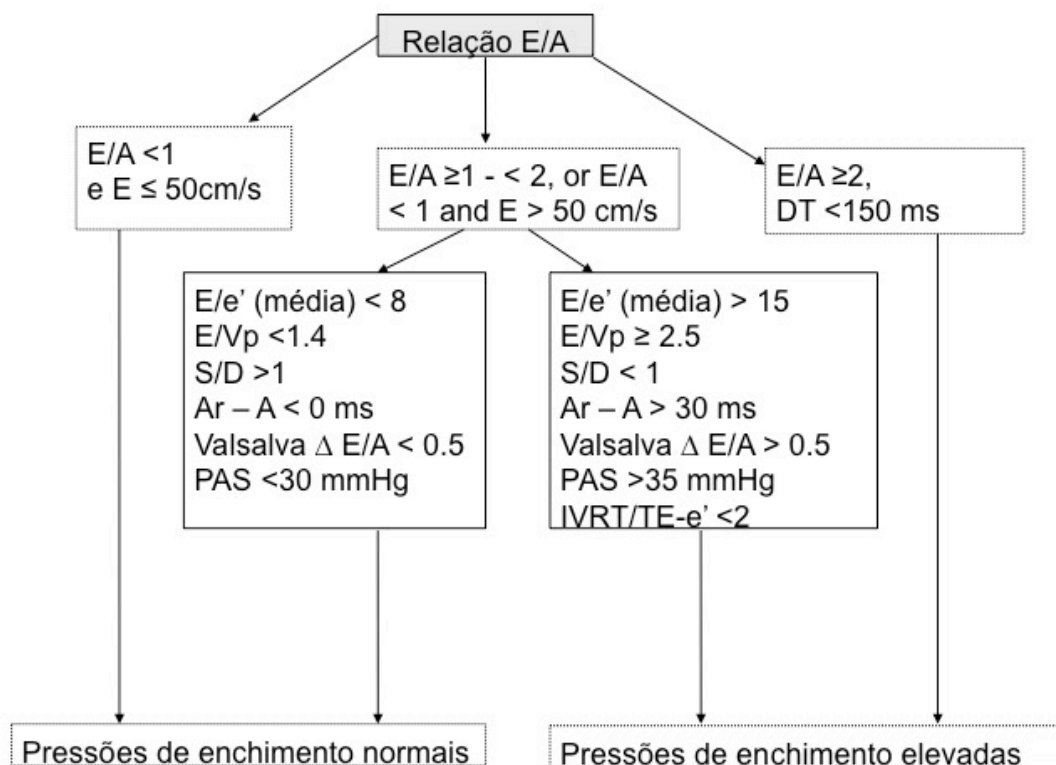 Relação E/A
E/A <1
e E ≤ 50cm/s
E/A ≥1 - < 2, or E/A
< 1 and E > 50 cm/s
E/A ≥2,
DT <150 ms
E/e’ (média) < 8
E/Vp <1.4
S/D >1
Ar – A < 0 ms
Valsalva ∆ E/A < 0.5
PAS <30 mmHg
E/e’ (média) > 15
E/Vp ≥ 2.5
S/D < 1
Ar – A > 30 ms
Valsalva ∆ E/A > 0.5
PAS >35 mmHg
IVRT/TE-e’ <2
Pressões de enchimento normais
Pressões de enchimento elevadas